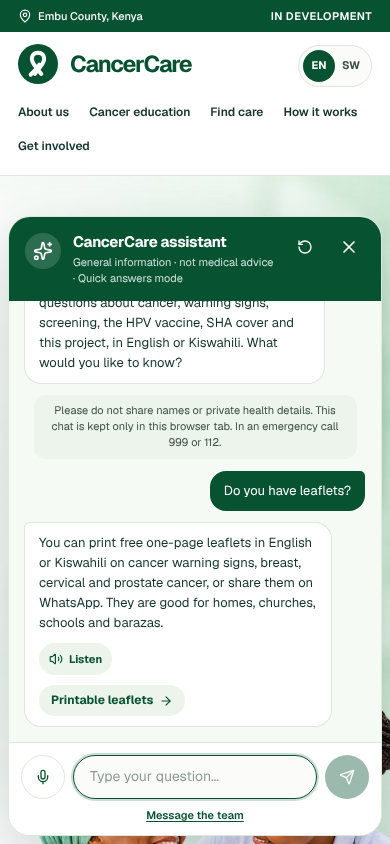 Embu County, Kenya
IN DEVELOPMENT
CancerCare
EN
SW
About us
Cancer education
Find care
How it works
Get involved
CancerCare assistant
General information · not medical advice
· Quick answers mode
questions about cancer, warning signs,
screening, the HPV vaccine, SHA cover and
this project, in English or Kiswahili. What
would you like to know?
Please do not share names or private health details. This
chat is kept only in this browser tab. In an emergency call
999 or 112.
Do you have leaflets?
You can print free one-page leaflets in English
or Kiswahili on cancer warning signs, breast,
cervical and prostate cancer, or share them on
WhatsApp. They are good for homes, churches,
schools and barazas.
Listen
Printable leaflets
Type your question...
Message the team